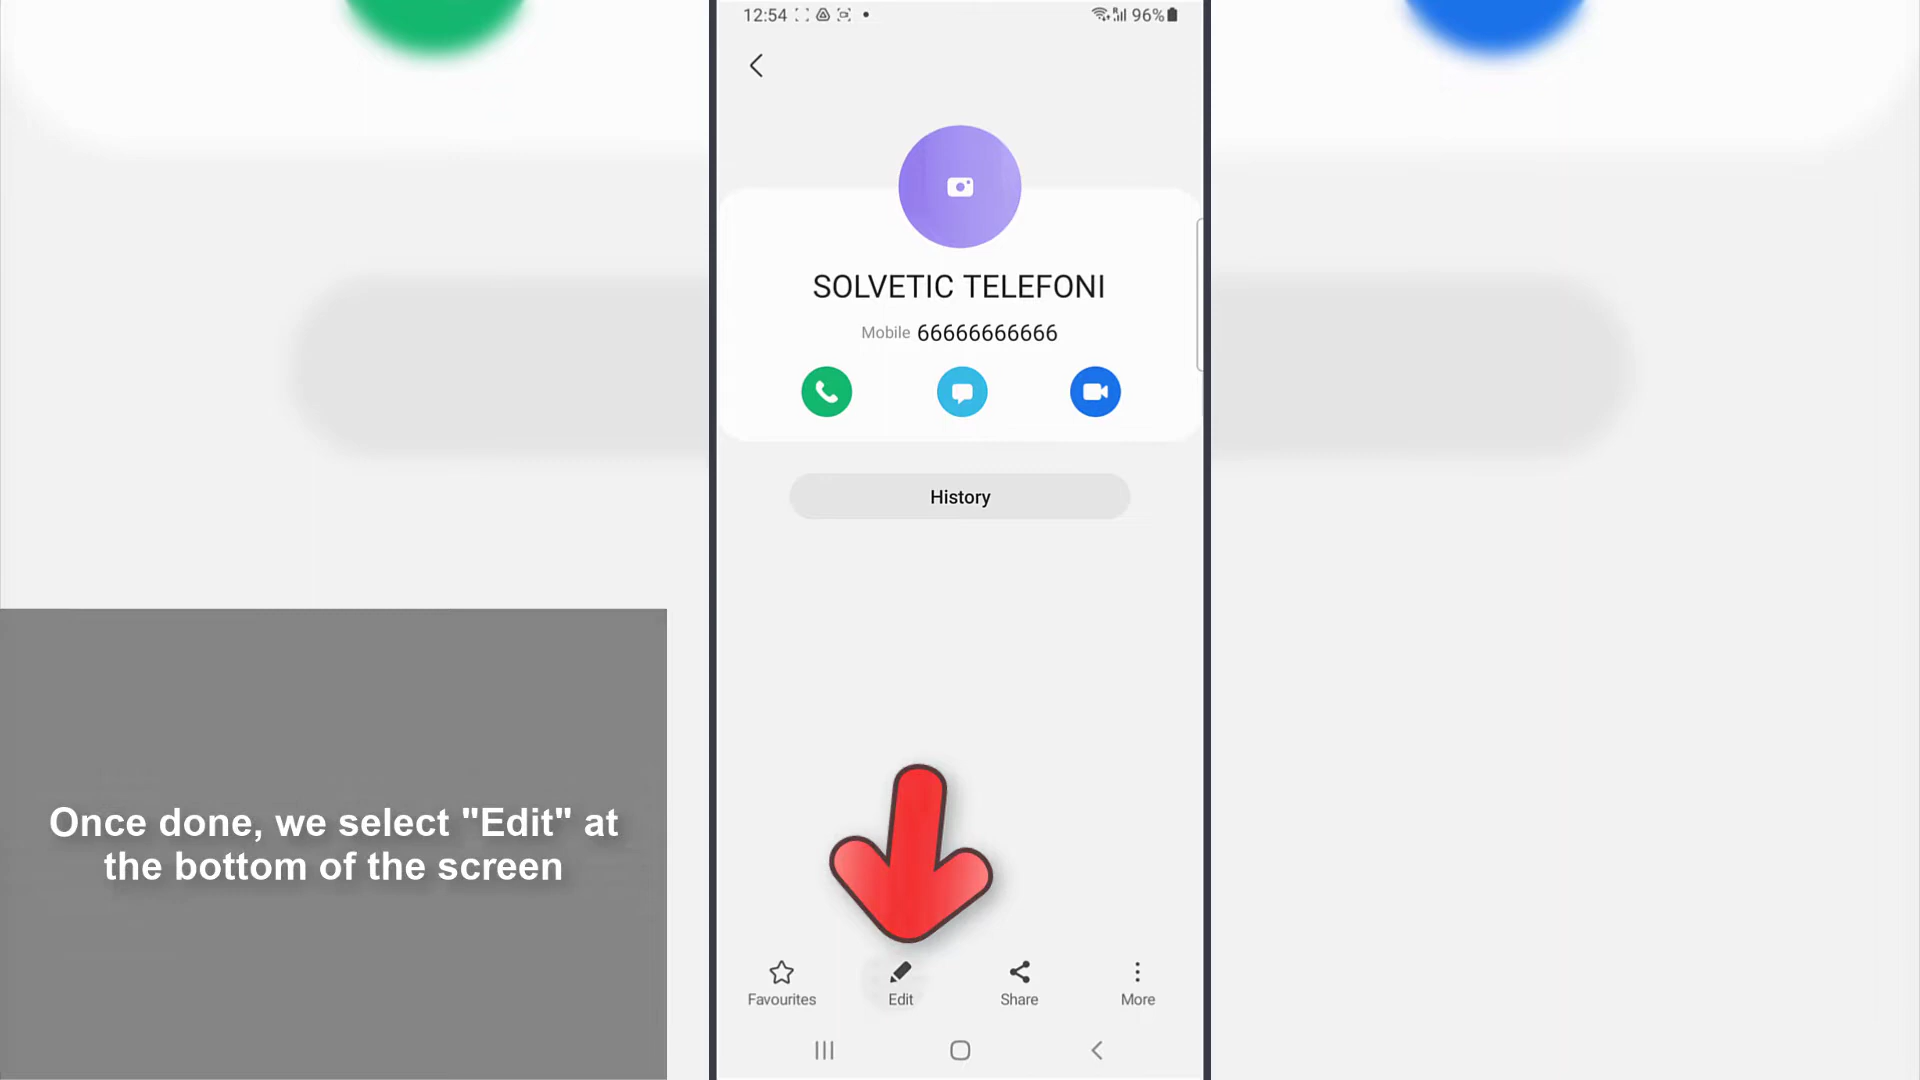 12:54
96%
SOLVETIC TELEFONI
Mobile 66666666666
History
Once done, we select "Edit" at
the bottom of the screen
Favourites
Edit
Share
More